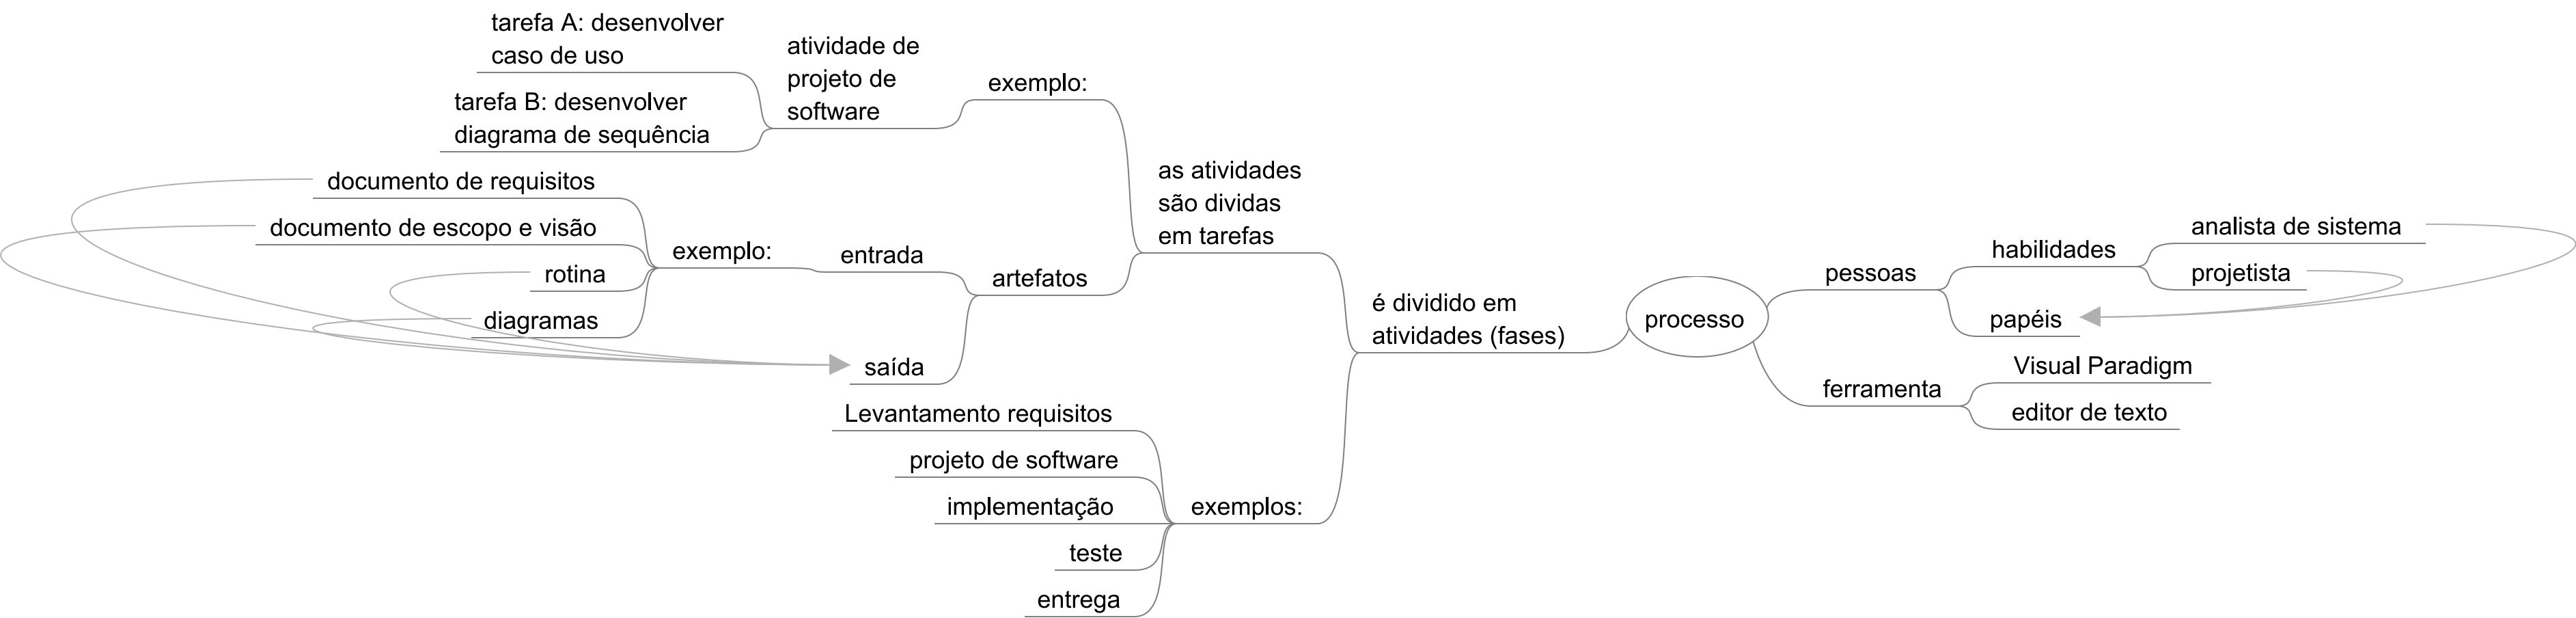 tarefa A: desenvolver
caso de uso
tarefa B: desenvolver
diagrama de sequência
atividade de
projeto de
software
exemplo:
documento de requisitos
documento de escopo e visão
rotina
diagramas
exemplo:
entrada
saída
artefatos
as atividades
são dividas
em tarefas
Levantamento requisitos
projeto de software
implementação
teste
entrega
exemplos:
é dividido em
atividades (fases)
processo
pessoas
habilidades
analista de sistema
projetista
papéis
ferramenta
Visual Paradigm
editor de texto